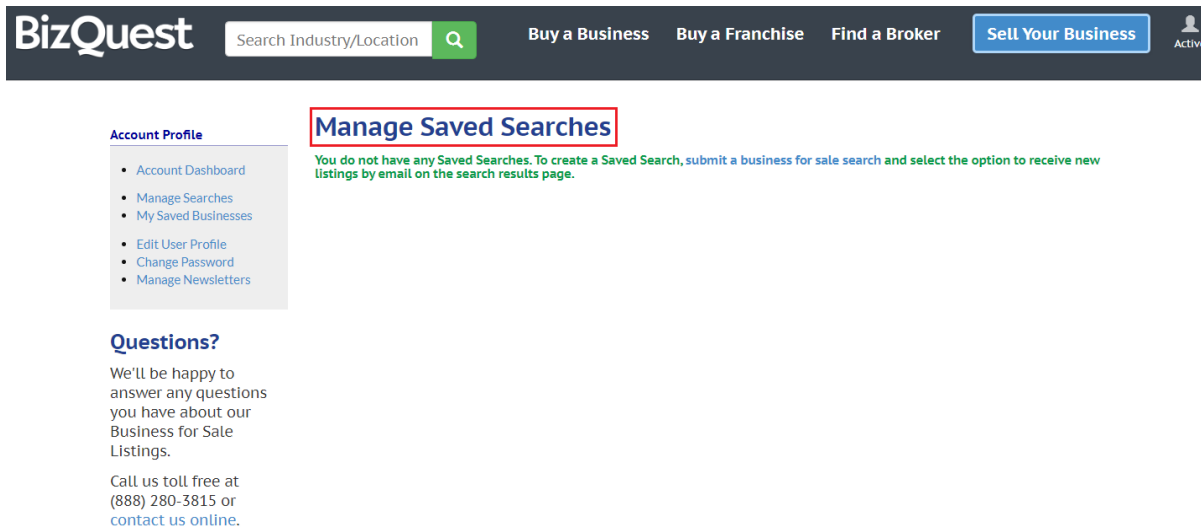 BizQuest
Search Industry/Location
Buy a Business
Buy a Franchise
Find a Broker
Sell Your Business
Account Profile
Account Dashboard
Manage Searches
My Saved Businesses
Edit User Profile
Change Password
Manage Newsletters
Manage Saved Searches
You do not have any Saved Searches. To create a Saved Search, submit a business for sale search and select the option to receive new
listings by email on the search results page.
Questions?
We'll be happy to
answer any questions
you have about our
Business for Sale
Listings.
Call us toll free at
(888) 280-3815 or
contact us online.